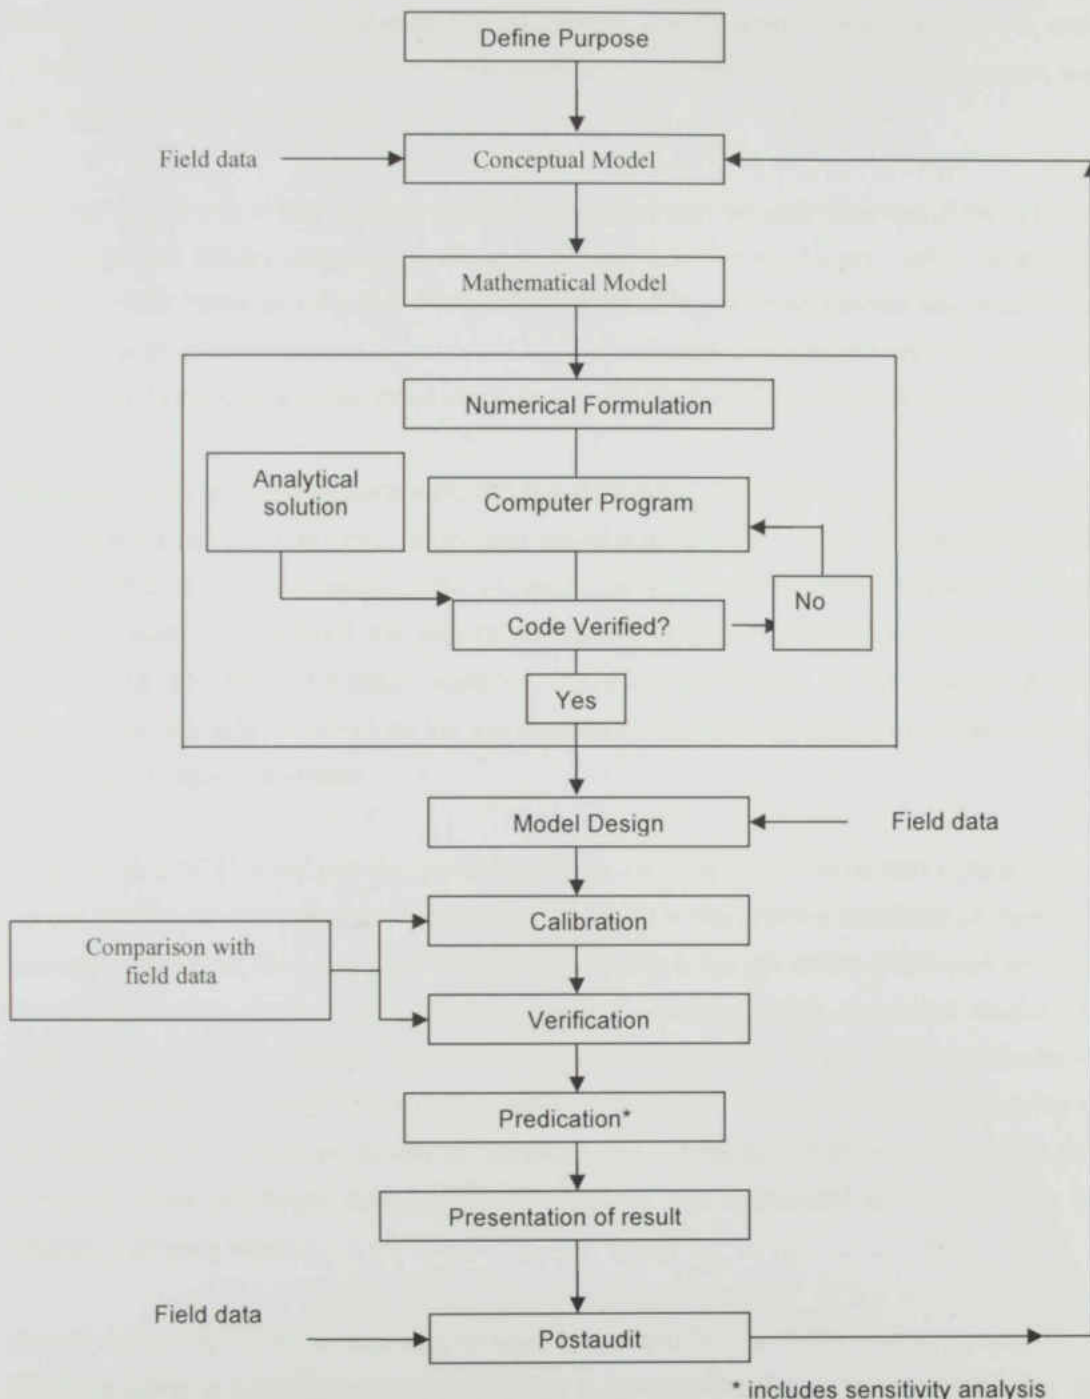 Define Purpose
Field data
Conceptual Model
Mathematical Model
Numerical Formulation
Analytical
solution
Computer Program
No
Code Verified?
Yes
Model Design
Field data
Calibration
Comparison with
field data
Verification
Predication*
Presentation of result
Field data
Postaudit
* includes sensitivity analysis